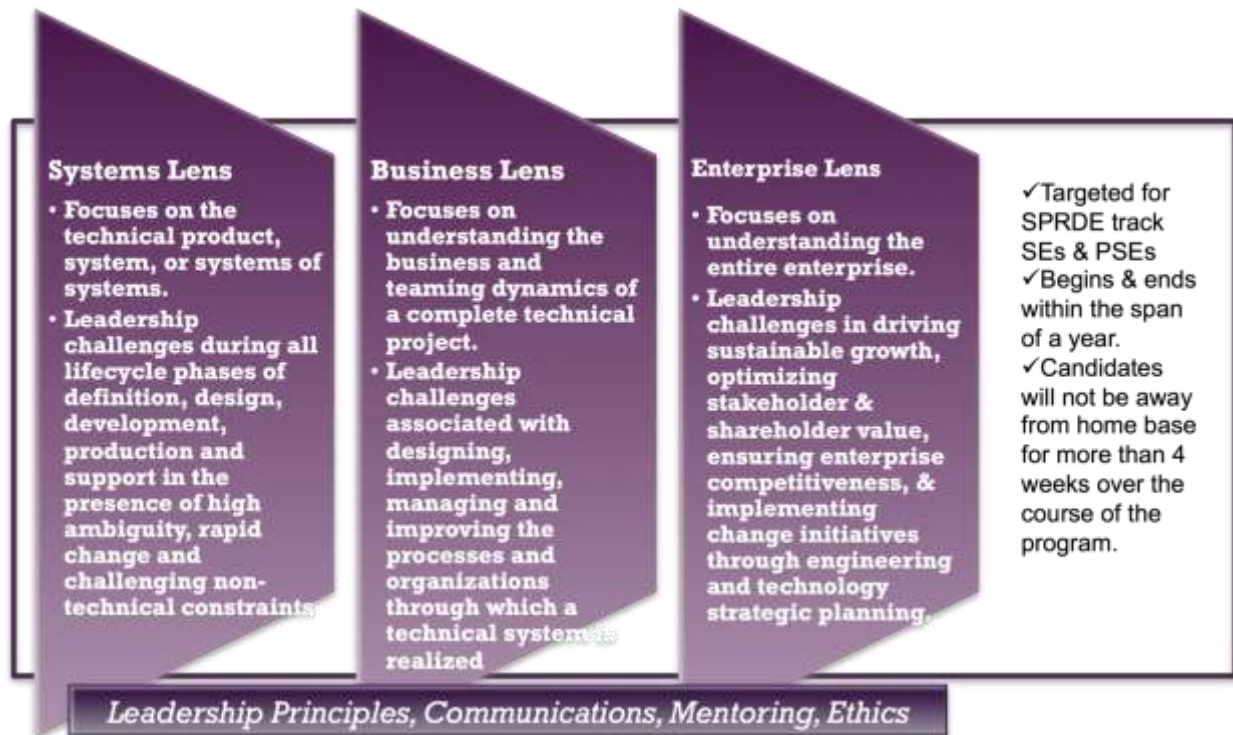 Systems Lens
• Focuses on the
technical product,
system, or systems of
systems.
• Leadership
challenges during all
lifecycle phases of
definition, design,
development,
production and
support in the
presence of high
ambiguity, rapid
change and
challenging non-
technical constraints
Business Lens
• Focuses on
understanding the
business and
teaming dynamics of
a complete technical
project.
• Leadership
challenges
associated with
designing,
implementing,
managing and
improving the
processes and
organizations
through which a
technical system is
realized
Enterprise Lens
• Focuses on
understanding the
entire enterprise.
• Leadership
challenges in driving
sustainable growth,
optimizing
stakeholder &
shareholder value,
ensuring enterprise
competitiveness, &
implementing
change initiatives
through engineering
and technology
strategic planning,
✓Targeted for
SPRDE track
SEs & PSEs
✓Begins & ends
within the span
of a year.
✓Candidates
will not be away
from home base
for more than 4
weeks over the
course of the
program.
Leadership Principles, Communications, Mentoring, Ethics